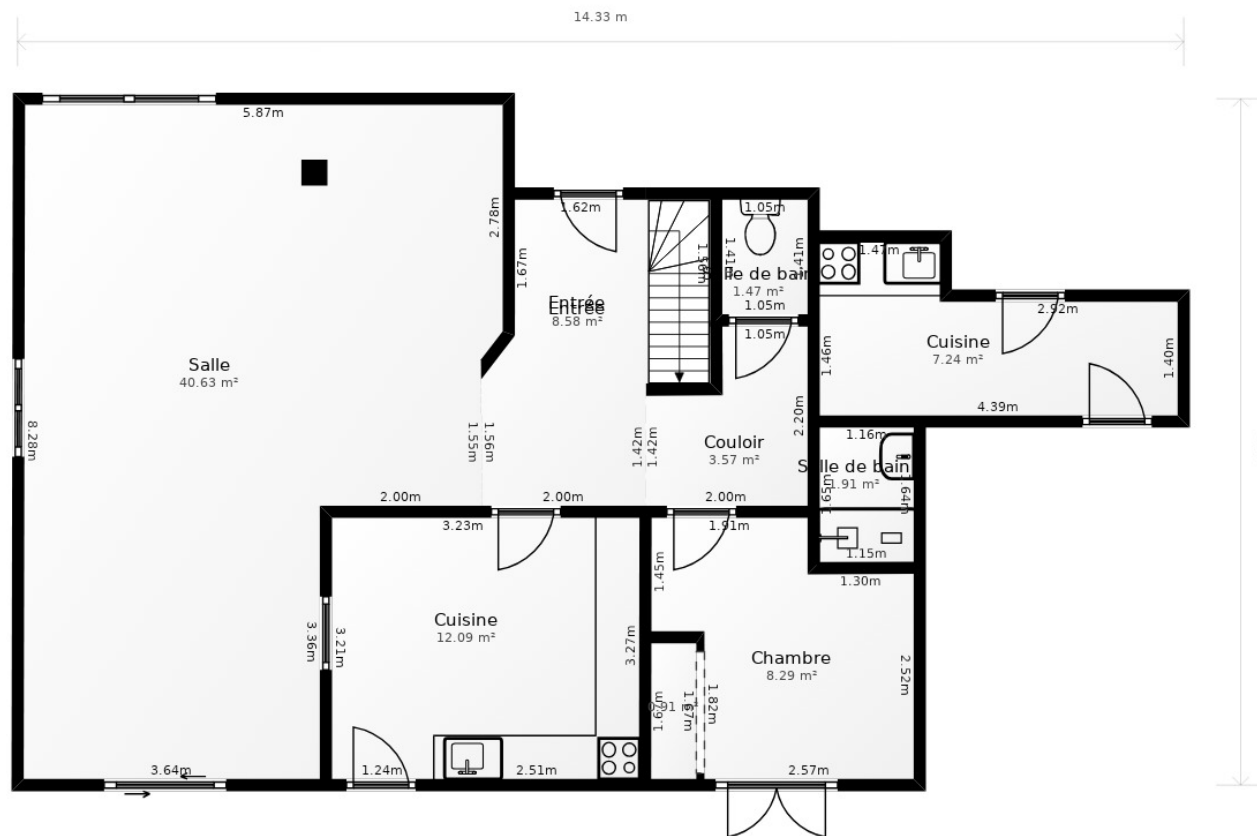 14.33 m
5.87m
2.78m
1.62m
1.67m
1.56m
1.05m
1.41m
1.41m
Salle de bain
1.47 m²
1.05m
1.05m
1.47m
Entrée
Entrée
8.58 m²
2.92m
Cuisine
7.24 m²
1.46m
1.40m
4.39m
Salle
40.63 m²
8.28m
1.55m
1.56m
1.42m
1.42m
2.20m
Couloir
3.57 m²
1.16m
Salle de bain
1.91 m²
1.65m
1.64m
1.15m
2.00m
2.00m
2.00m
3.23m
1.91m
1.30m
1.45m
Cuisine
12.09 m²
3.36m
3.21m
3.27m
Chambre
8.29 m²
2.52m
0.91 m²
1.67m
1.67m
1.82m
3.64m
1.24m
2.51m
2.57m